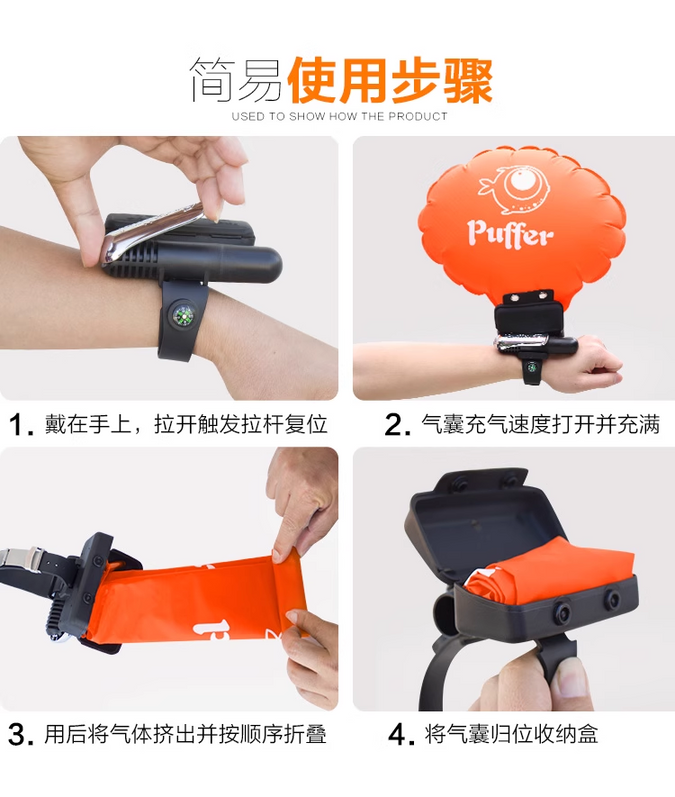 简易使用步骤
USED TO SHOW HOW THE PRODUCT
Puffer
1. 戴在手上，拉开触发拉杆复位
2. 气囊充气速度打开并充满
3. 用后将气体挤出并按顺序折叠
4. 将气囊归位收纳盒